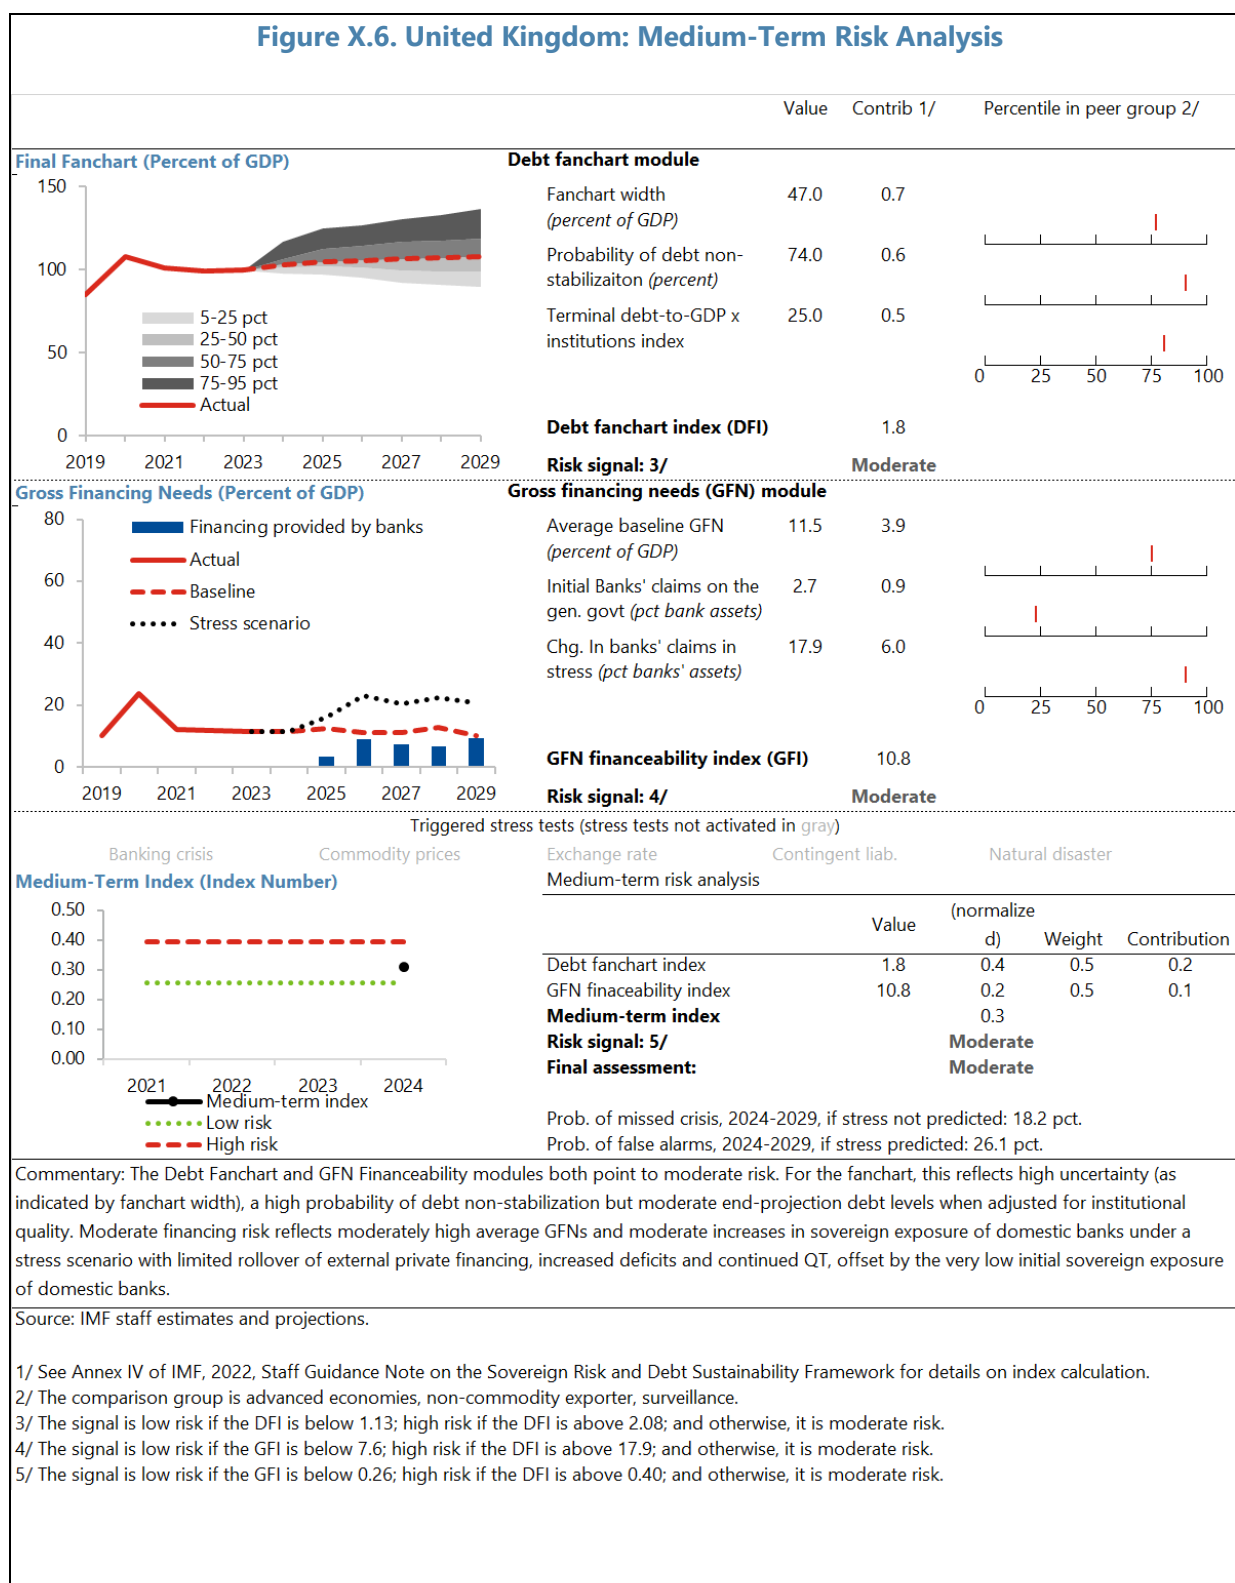 Figure X.6. United Kingdom: Medium-Term Risk Analysis
Value Contrib 1/ Percentile in peer group 2/
Final Fanchart (Percent of GDP)
150
100
50
0
5-25 pct
25-50 pct
50-75 pct
75-95 pct
Actual
2019 2021 2023 2025 2027 2029
Debt fanchart module
Fanchart width 47.0 0.7
(percent of GDP)
Probability of debt non- 74.0 0.6
stabilizaiton (percent)
Terminal debt-to-GDP x 25.0 0.5
institutions index
0 25 50 75 100
Debt fanchart index (DFI) 1.8
Risk signal: 3/ Moderate
Gross Financing Needs (Percent of GDP)
80
60
40
20
0
Financing provided by banks
Actual
Baseline
Stress scenario
2019 2021 2023 2025 2027 2029
Gross financing needs (GFN) module
Average baseline GFN 11.5 3.9
(percent of GDP)
Initial Banks' claims on the 2.7 0.9
gen. govt (pct bank assets)
Chg. In banks' claims in 17.9 6.0
stress (pct banks' assets)
0 25 50 75 100
GFN financeability index (GFI) 10.8
Risk signal: 4/ Moderate
Triggered stress tests (stress tests not activated in gray)
Banking crisis Commodity prices Exchange rate Contingent liab. Natural disaster
Medium-Term Index (Index Number)
0.50
0.40
0.30
0.20
0.10
0.00
2021 2022 2023 2024
Medium-term index
Low risk
High risk
Medium-term risk analysis
Value (normalize
d) Weight Contribution
Debt fanchart index 1.8 0.4 0.5 0.2
GFN finaceability index 10.8 0.2 0.5 0.1
Medium-term index 0.3
Risk signal: 5/ Moderate
Final assessment: Moderate
Prob. of missed crisis, 2024-2029, if stress not predicted: 18.2 pct.
Prob. of false alarms, 2024-2029, if stress predicted: 26.1 pct.
Commentary: The Debt Fanchart and GFN Financeability modules both point to moderate risk. For the fanchart, this reflects high uncertainty (as
indicated by fanchart width), a high probability of debt non-stabilization but moderate end-projection debt levels when adjusted for institutional
quality. Moderate financing risk reflects moderately high average GFNs and moderate increases in sovereign exposure of domestic banks under a
stress scenario with limited rollover of external private financing, increased deficits and continued QT, offset by the very low initial sovereign exposure
of domestic banks.
Source: IMF staff estimates and projections.
1/ See Annex IV of IMF, 2022, Staff Guidance Note on the Sovereign Risk and Debt Sustainability Framework for details on index calculation.
2/ The comparison group is advanced economies, non-commodity exporter, surveillance.
3/ The signal is low risk if the DFI is below 1.13; high risk if the DFI is above 2.08; and otherwise, it is moderate risk.
4/ The signal is low risk if the GFI is below 7.6; high risk if the DFI is above 17.9; and otherwise, it is moderate risk.
5/ The signal is low risk if the GFI is below 0.26; high risk if the DFI is above 0.40; and otherwise, it is moderate risk.